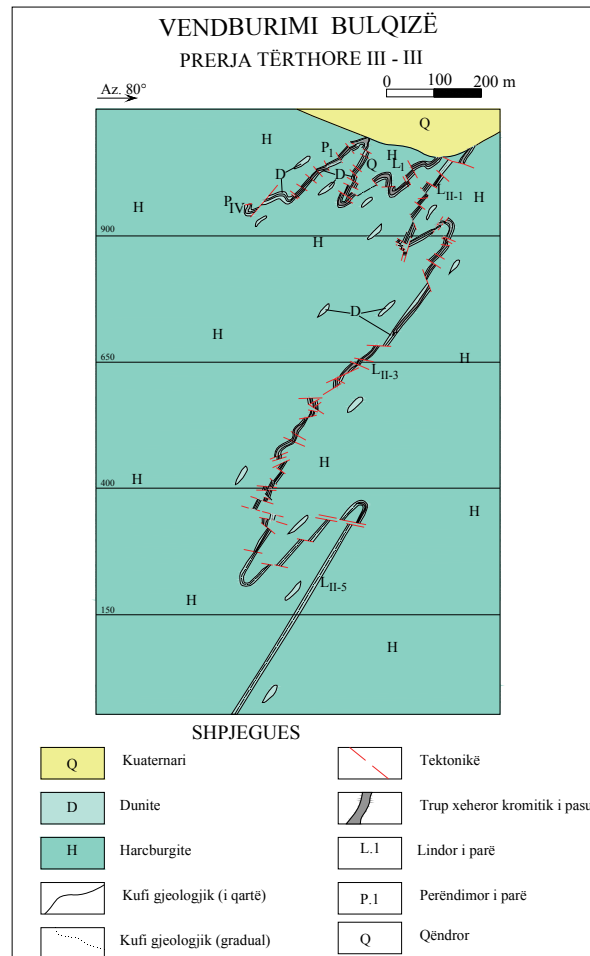 VENDBURIMI BULQIZË
PRERJA TËRTHORE III - III
Az. 80°
0 100 200 m
Q
H
H
P1
Q
L1
D
D
H
LII-1
H
PIV
H
H
900
D
H
H
650
LII-3
H
H
400
H
LII-5
H
150
H
SHPJEGUES
Q Kuaternari
Tektonikë
D Dunite
Trup xeheror kromitik i pasu
H Harcburgite
L.1 Lindor i parë
Kufi gjeologjik (i qartë)
P.1 Perëndimor i parë
Kufi gjeologjik (gradual)
Q Qëndror